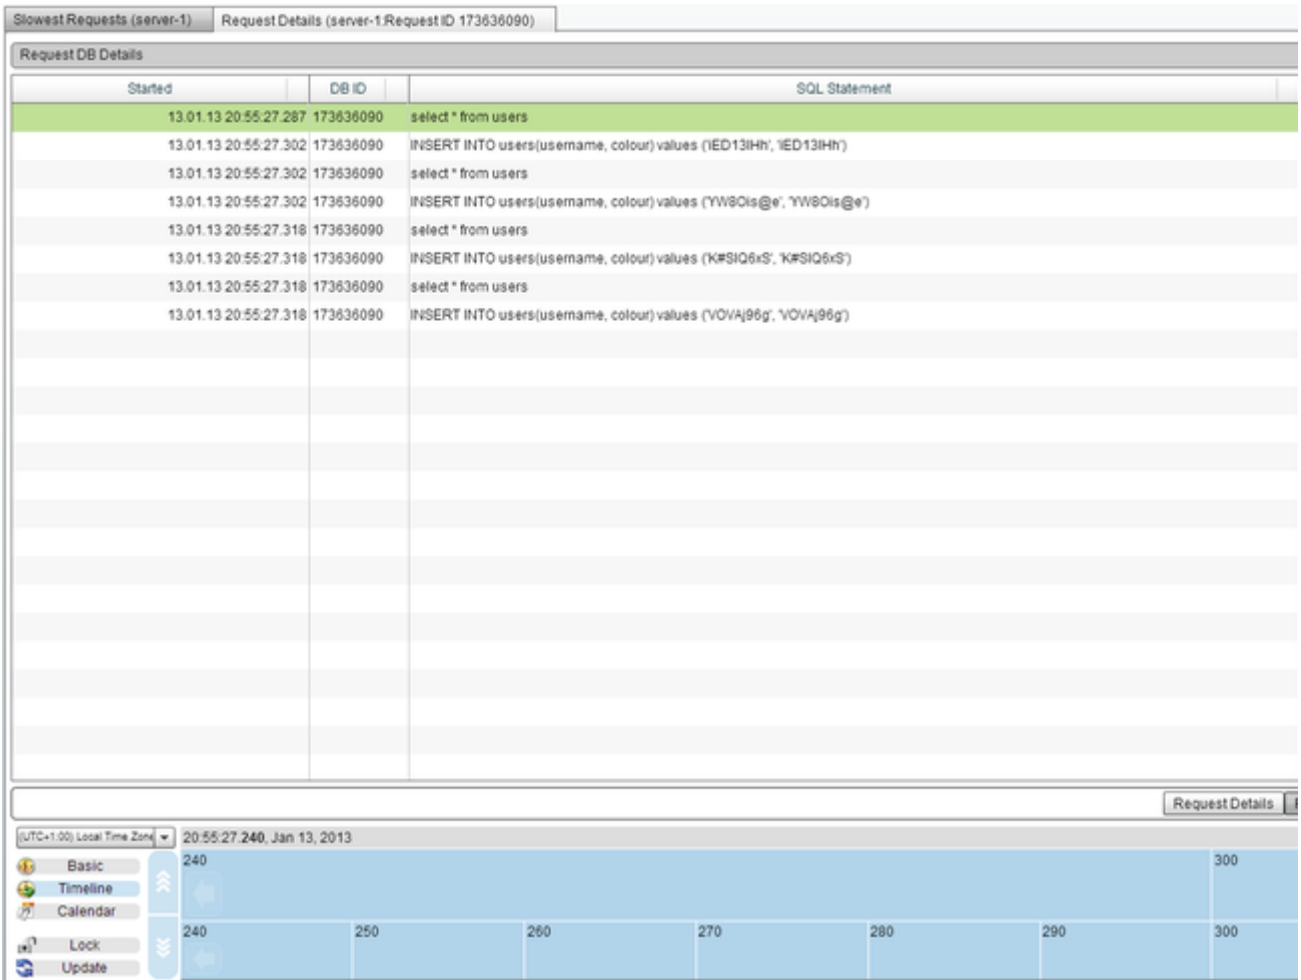 Slowest Requests (server-1) Request Details (server-1:Request ID 173636090)
Request DB Details
Started DB ID SQL Statement
13.01.13 20:55:27.287 173636090 select * from users
13.01.13 20:55:27.302 173636090 INSERT INTO users(username, colour) values ('IED13IHh', 'IED13IHh')
13.01.13 20:55:27.302 173636090 select * from users
13.01.13 20:55:27.302 173636090 INSERT INTO users(username, colour) values ('YW8Ois@e', 'YW8Ois@e')
13.01.13 20:55:27.318 173636090 select * from users
13.01.13 20:55:27.318 173636090 INSERT INTO users(username, colour) values ('K#SIQ6xS', 'K#SIQ6xS')
13.01.13 20:55:27.318 173636090 select * from users
13.01.13 20:55:27.318 173636090 INSERT INTO users(username, colour) values ('VOVAj96g', 'VOVAj96g')
Request Details
(UTC+1:00) Local Time Zone 20:55:27.240, Jan 13, 2013
Basic 240 300
Timeline
Calendar
240 250 260 270 280 290 300
Lock
Update